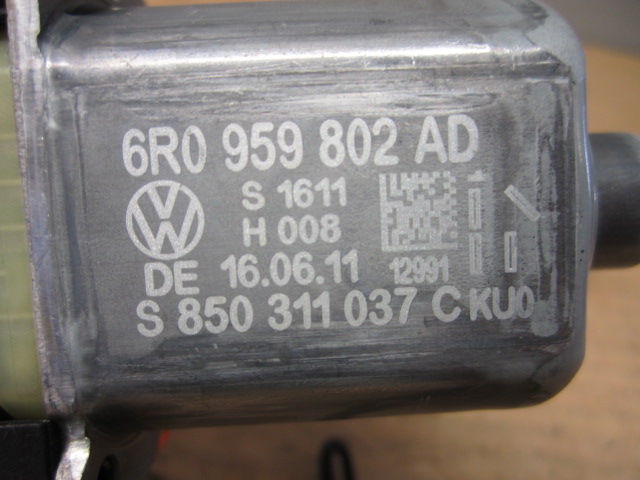 6R0 959 802 AD
S 1611
H 008
DE 16.06.11
12991
S 850 311 037 C KU0